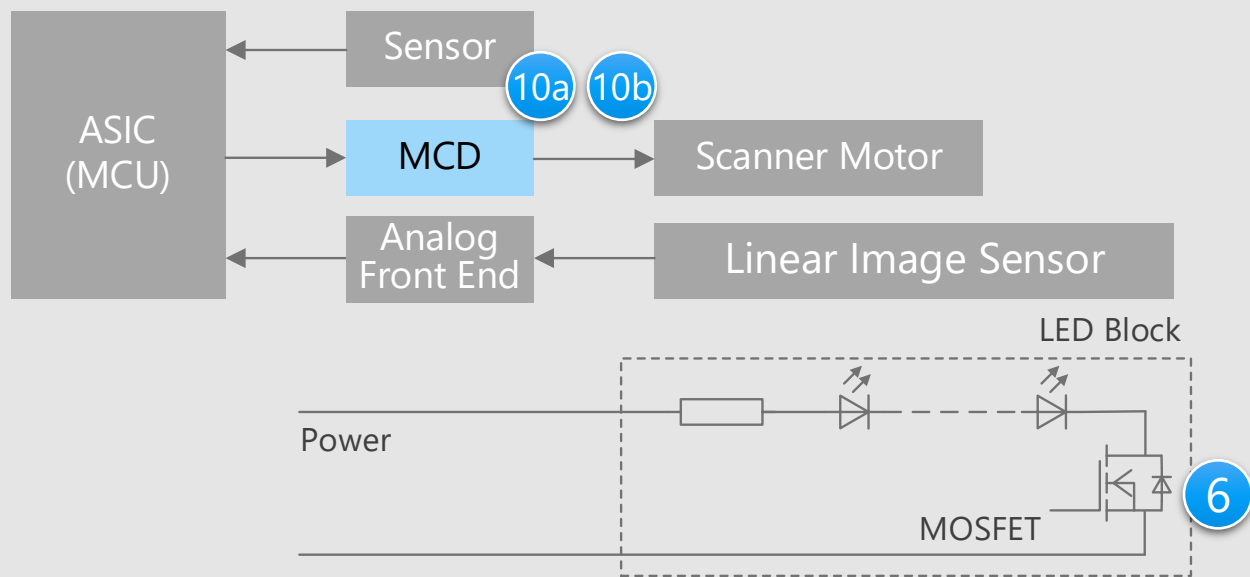 Sensor
10a
10b
ASIC
(MCU)
MCD
Scanner Motor
Analog
Front End
Linear Image Sensor
LED Block
Power
6
MOSFET